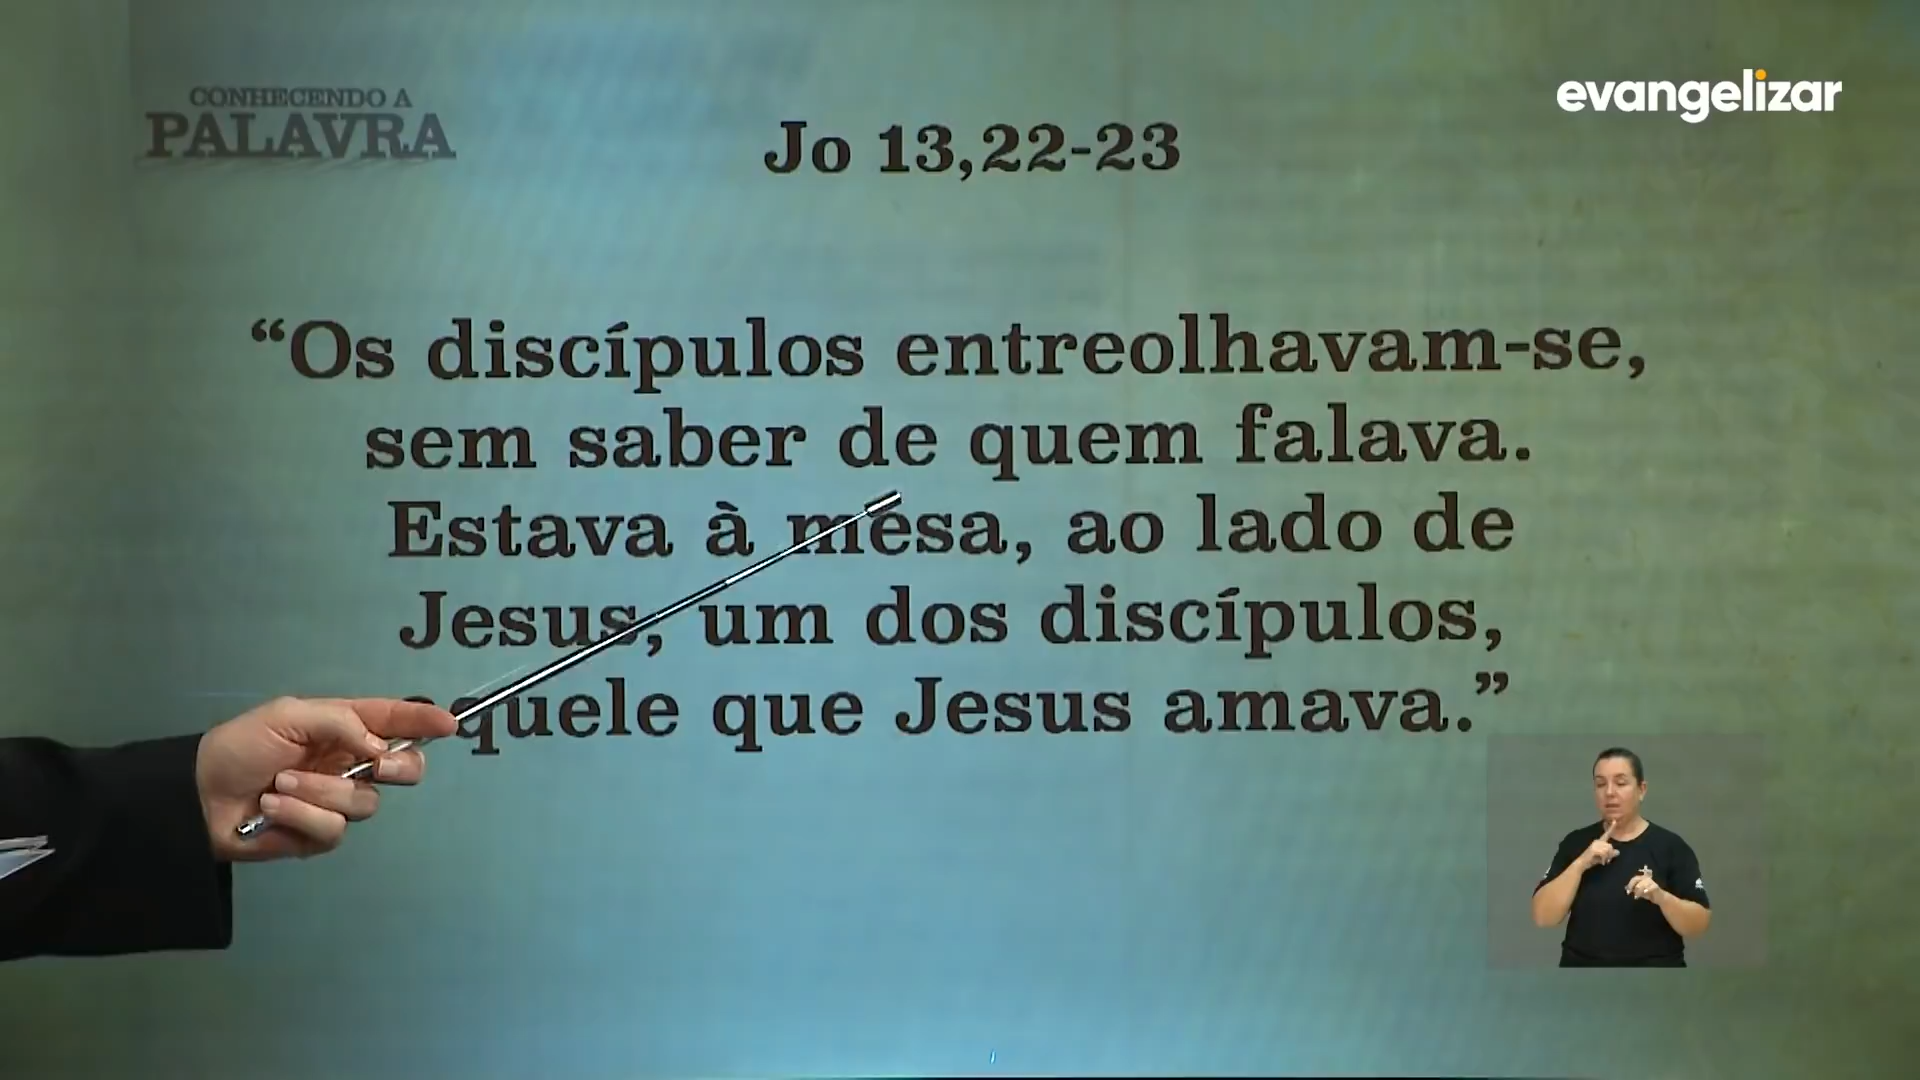 CONHECENDO A
PALAVRA
evangelizar
Jo 13,22-23
“Os discípulos entreolhavam-se,
sem saber de quem falava.
Estava à mesa, ao lado de
Jesus, um dos discípulos,
aquele que Jesus amava.”